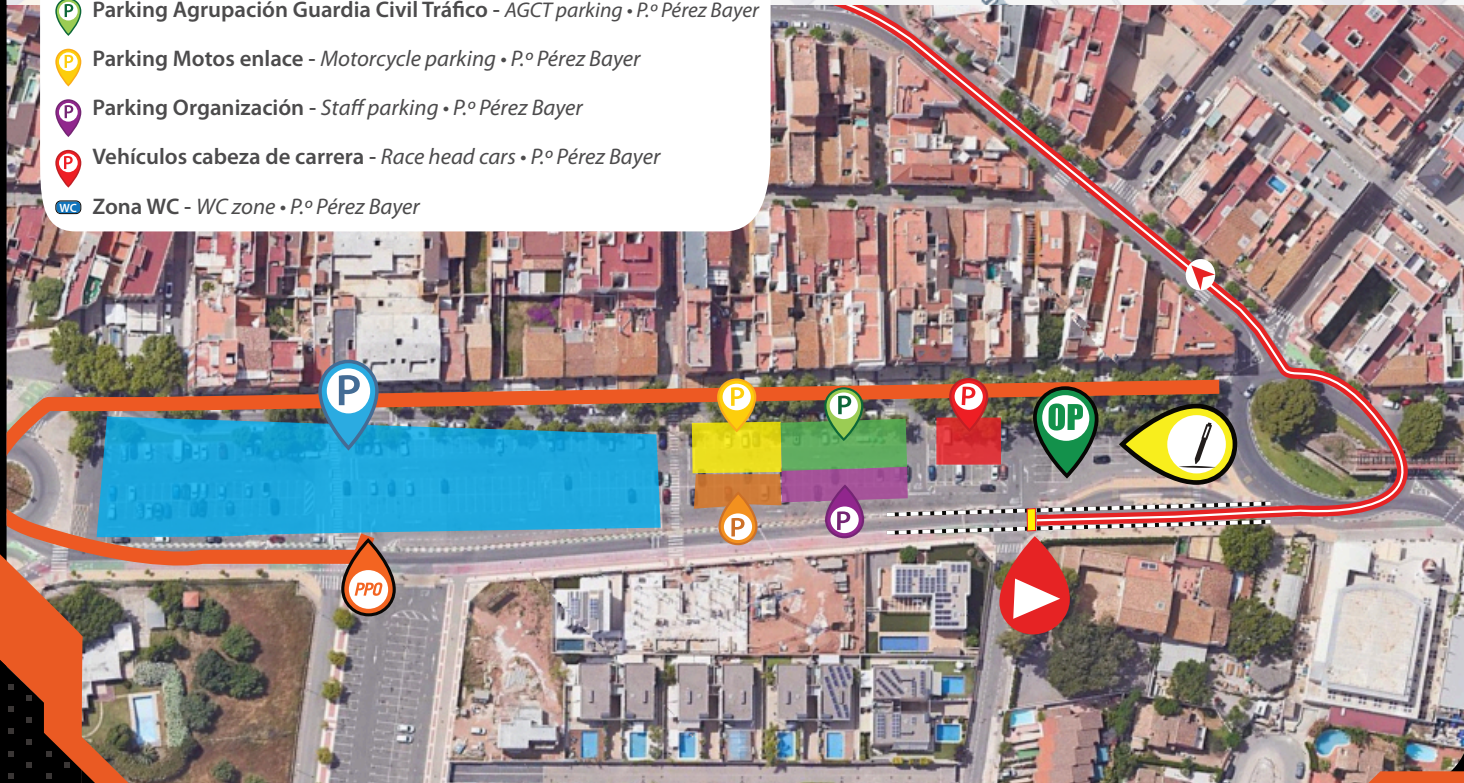 P Parking Agrupación Guardia Civil Tráfico - AGCT parking • P.º Pérez Bayer
P Parking Motos enlace - Motorcycle parking • P.º Pérez Bayer
P Parking Organización - Staff parking • P.º Pérez Bayer
P Vehículos cabeza de carrera - Race head cars • P.º Pérez Bayer
WC Zona WC - WC zone • P.º Pérez Bayer
P
P
P
P
OP
P
P
PPO